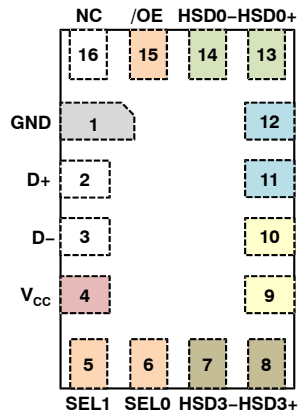 NC /OE HSD0− HSD0+
16 15 14 13
GND 1 12
D+ 2 11
D− 3 10
VCC 4 9
5 6 7 8
SEL1 SEL0 HSD3− HSD3+